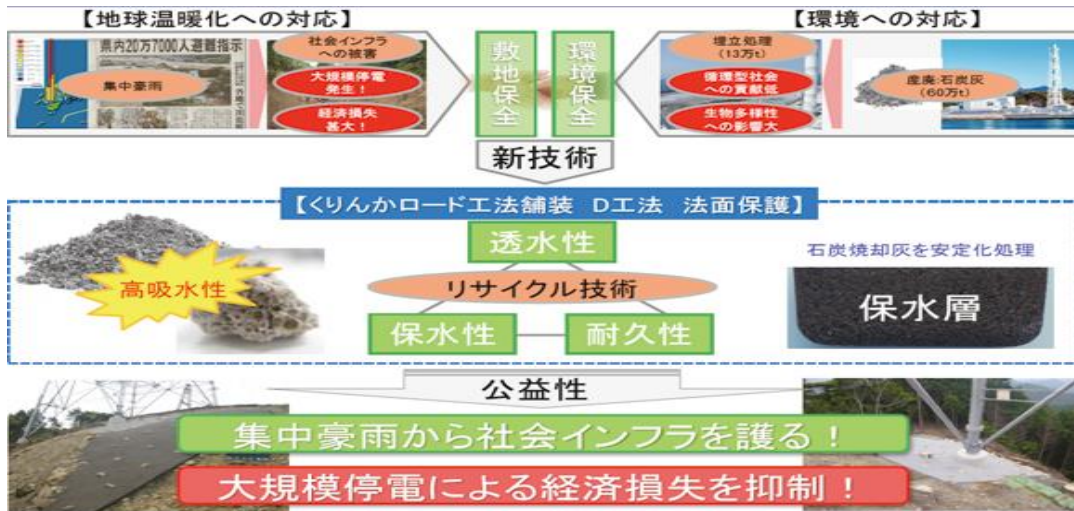 【地球温暖化への対応】
【環境への対応】
県内20万7000人避難指示
集中豪雨
社会インフラ
への被害
大規模停電
発生！
経済損失
甚大！
敷地保全
環境保全
埋立処理
(13万t)
循環型社会
への貢献低
生物多様性
への影響大
産廃:石炭灰
(60万t)
新技術
【くりんかロード工法舗装　D工法　法面保護】
高吸水性
透水性
リサイクル技術
保水性
耐久性
石炭焼却灰を安定化処理
保水層
公益性
集中豪雨から社会インフラを護る！
大規模停電による経済損失を抑制！